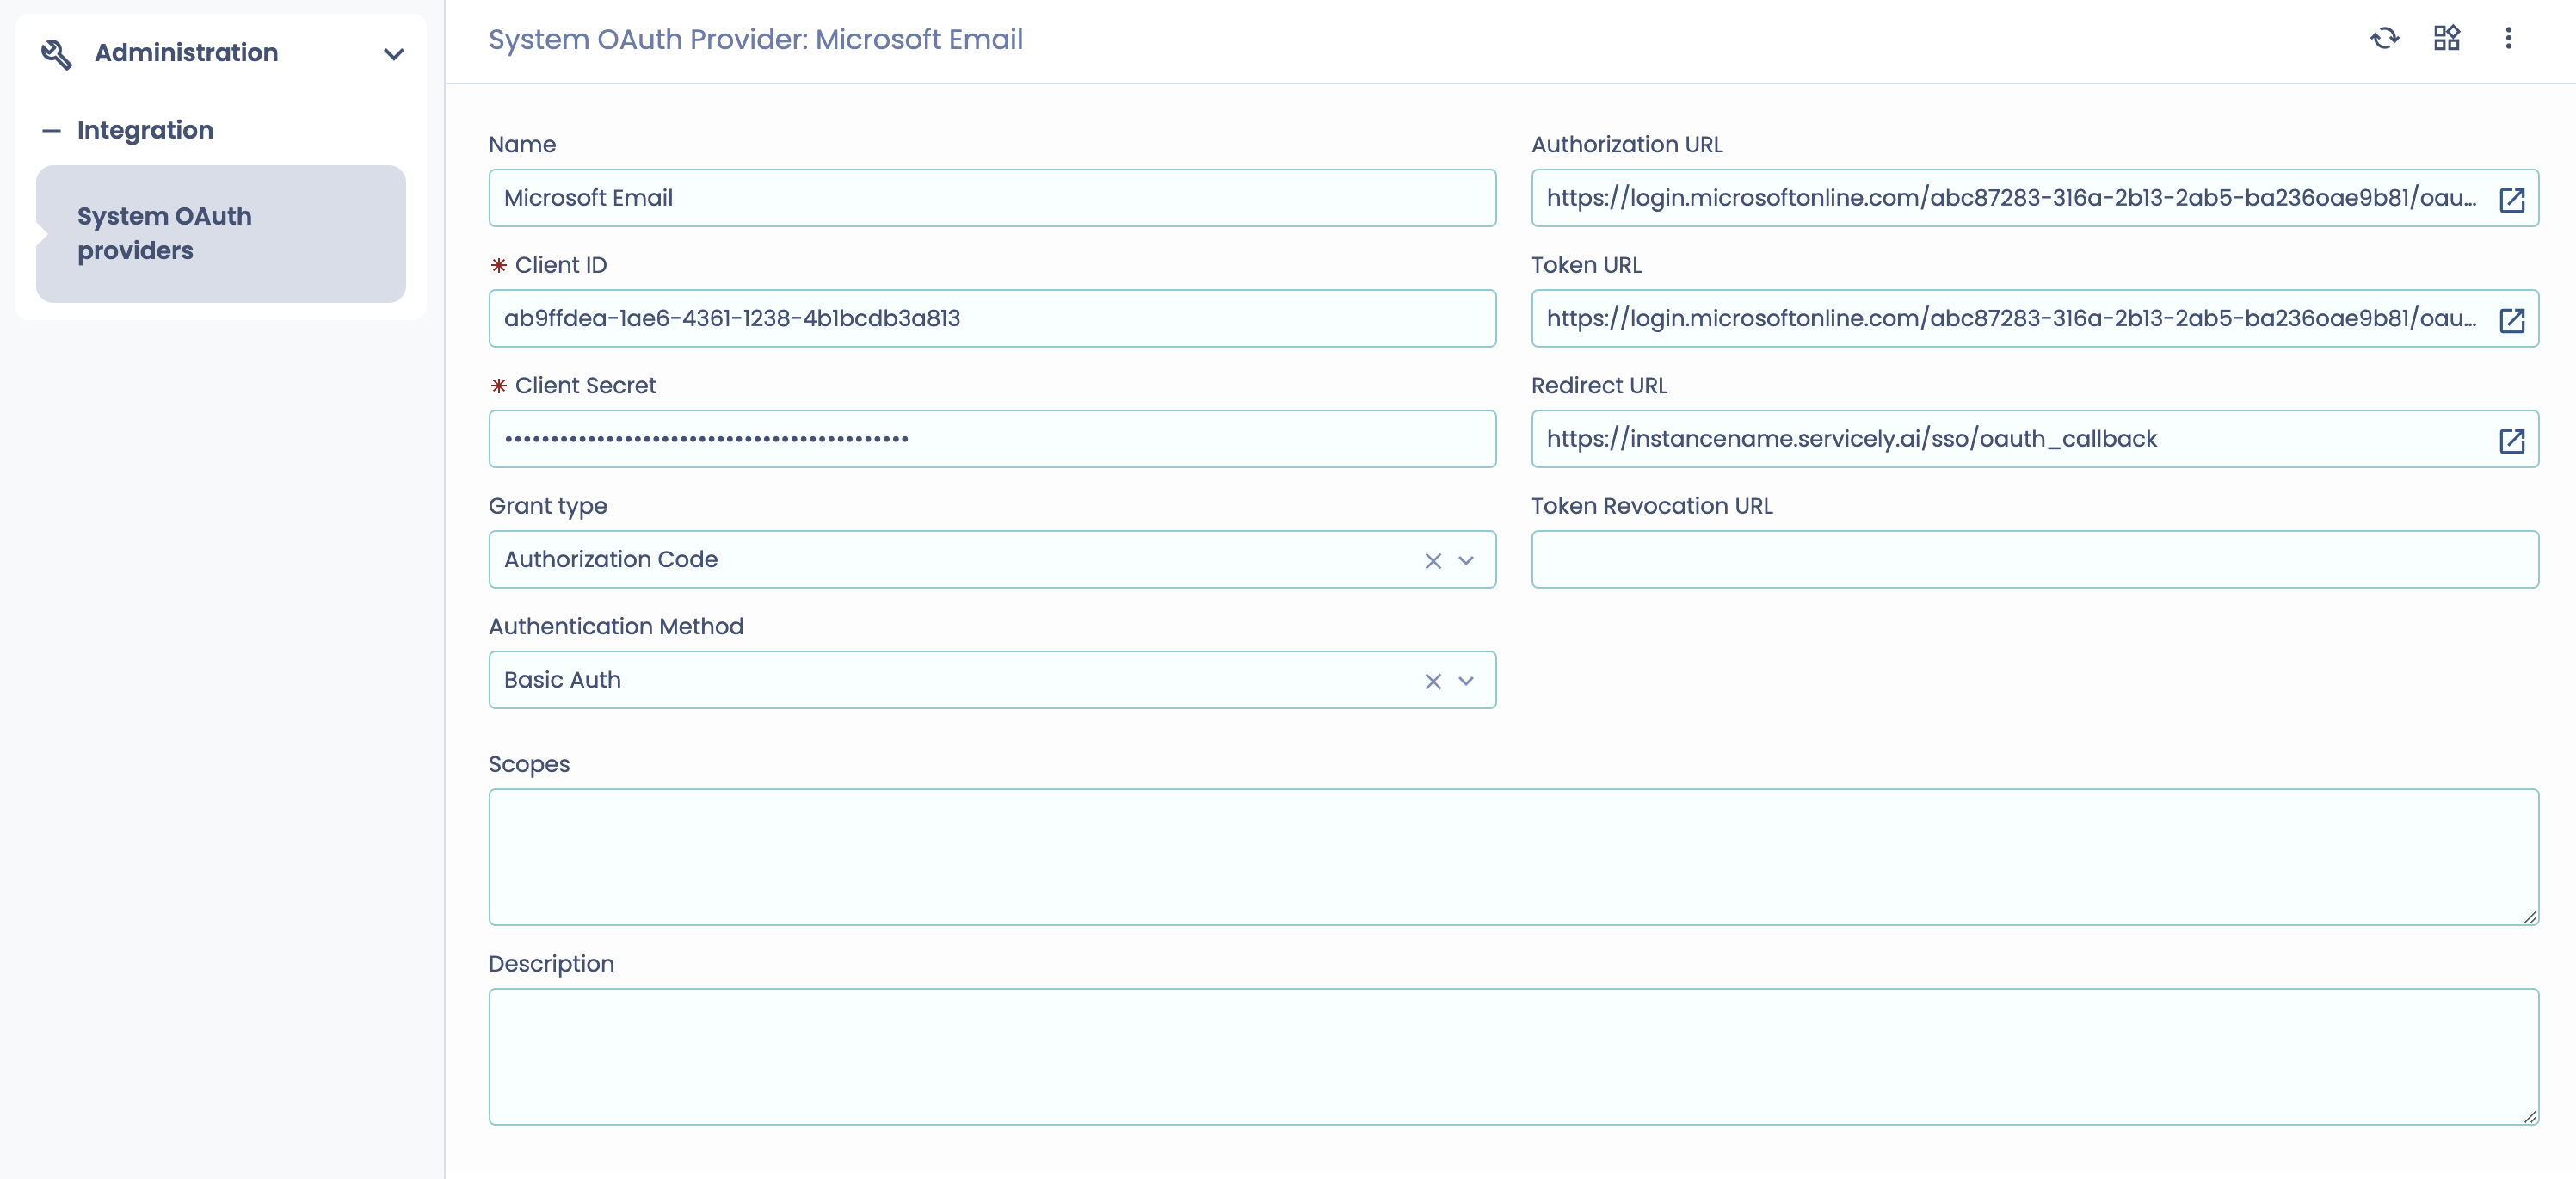 Administration
Integration
System OAuth
providers
System OAuth Provider: Microsoft Email
Name
Microsoft Email
Authorization URL
https://login.microsoftonline.com/abc87283-316a-2b13-2ab5-ba236oae9b81/oau...
* Client ID
ab9ffdea-1ae6-4361-1238-4b1bcdb3a813
Token URL
https://login.microsoftonline.com/abc87283-316a-2b13-2ab5-ba236oae9b81/oau...
* Client Secret
Redirect URL
https://instancename.servicely.ai/sso/oauth_callback
Grant type
Authorization Code
Token Revocation URL
Authentication Method
Basic Auth
Scopes
Description